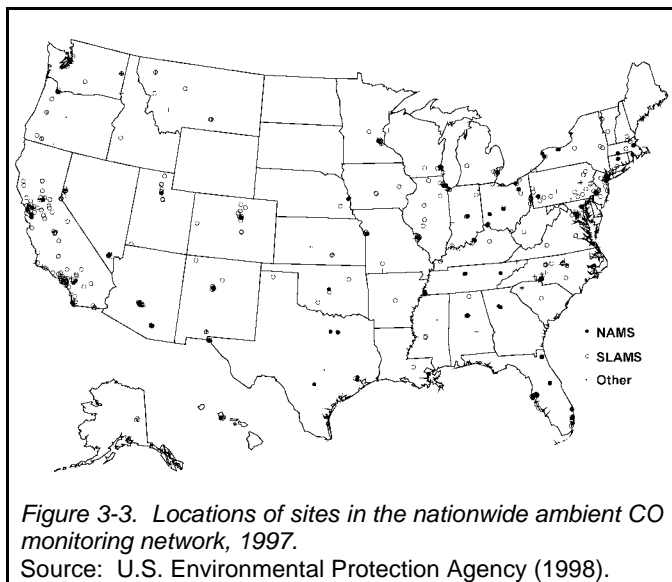 NAMS
SLAMS
Other
Figure 3-3. Locations of sites in the nationwide ambient CO
monitoring network, 1997.
Source: U.S. Environmental Protection Agency (1998).